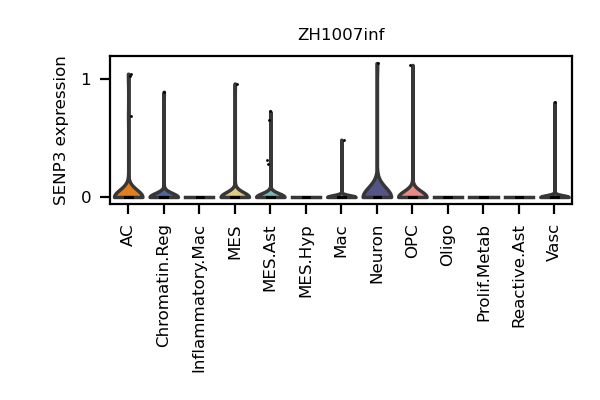 ZH1007inf
SENP3 expression
1
0
AC
Chromatin.Reg
Inflammatory.Mac
MES
MES.Ast
MES.Hyp
Mac
Neuron
OPC
Oligo
Prolif.Metab
Reactive.Ast
Vasc